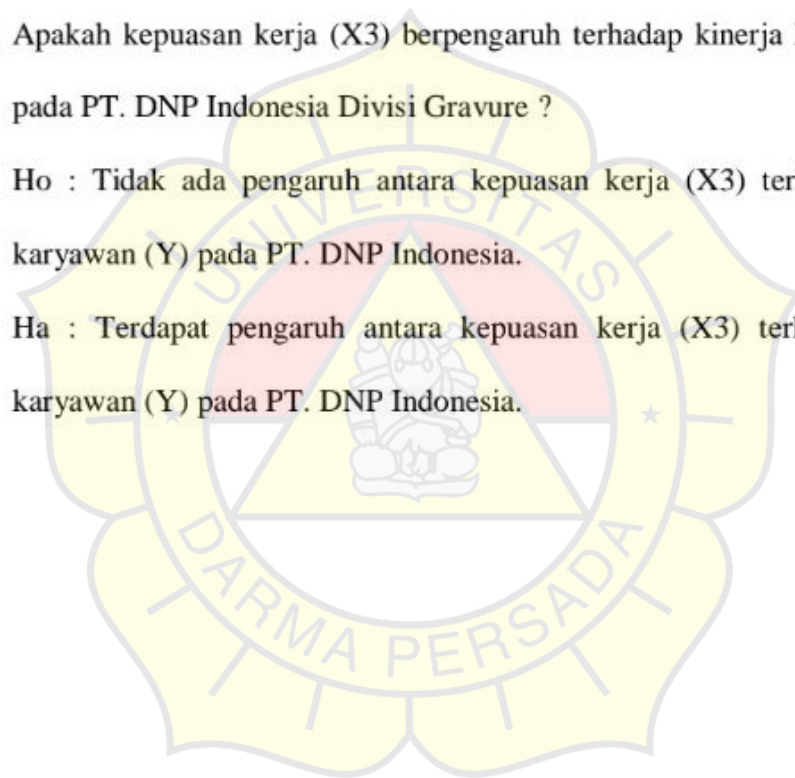 Apakah kepuasan kerja (X3) berpengaruh terhadap kinerja
pada PT. DNP Indonesia Divisi Gravure ?
Ho : Tidak ada pengaruh antara kepuasan kerja (X3) ter
karyawan (Y) pada PT. DNP Indonesia.
Ha : Terdapat pengaruh antara kepuasan kerja (X3) ter
karyawan (Y) pada PT. DNP Indonesia.
UNIVERSITAS
DARMA PERSADA